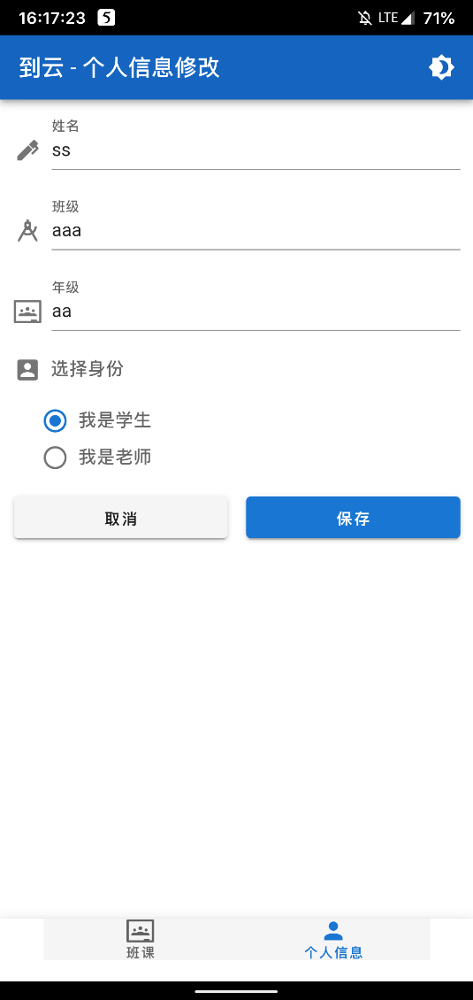 16:17:23 5 LTE 71%
到云 - 个人信息修改
姓名
ss
班级
aaa
年级
aa
选择身份
我是学生
我是老师
取消 保存
班课 个人信息